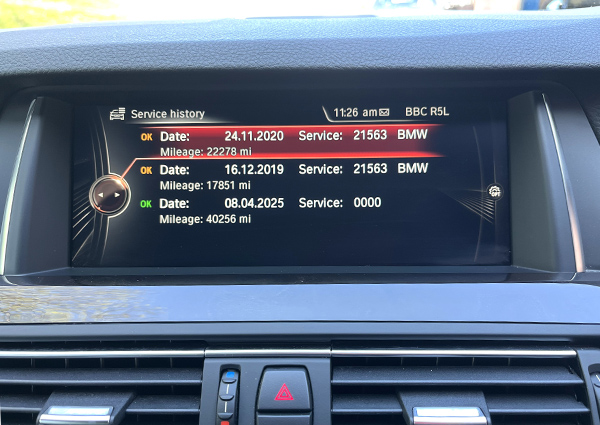 Service history
11:26 am BBC R5L
OK Date: 24.11.2020 Service: 21563 BMW
Mileage: 22278 mi
OK Date: 16.12.2019 Service: 21563 BMW
Mileage: 17851 mi
OK Date: 08.04.2025 Service: 0000
Mileage: 40256 mi